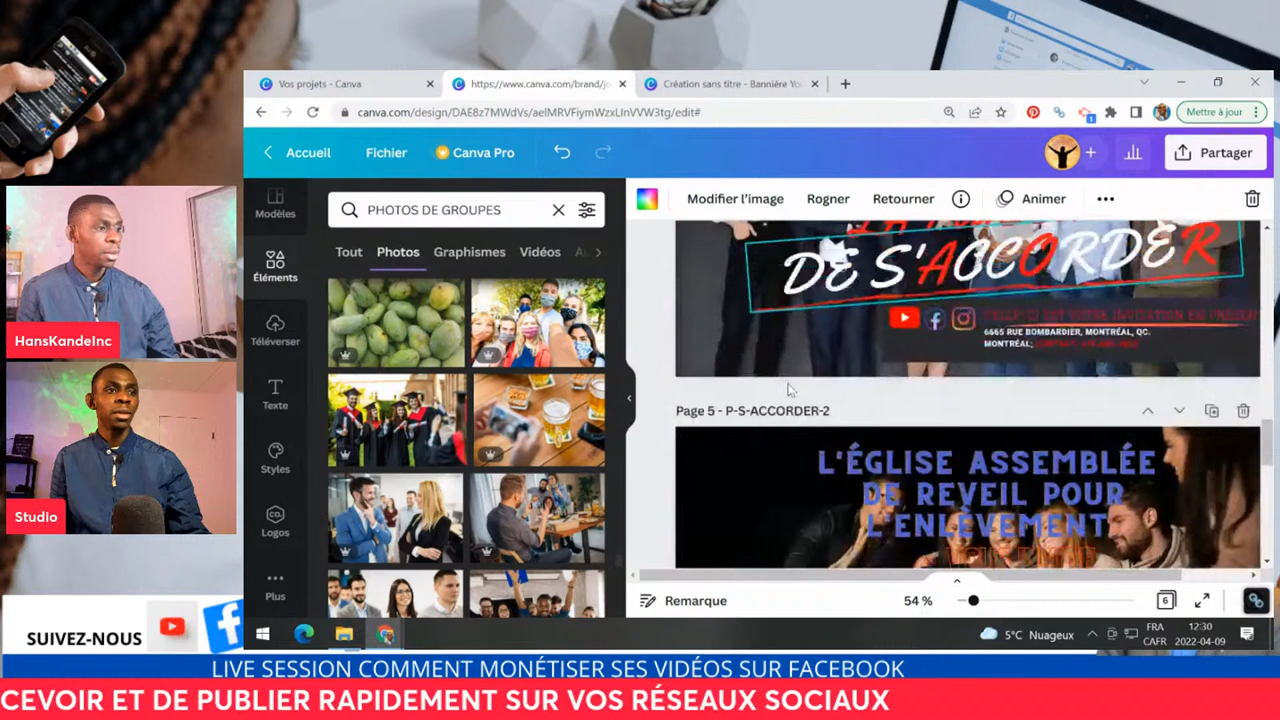 Vos projets - Canva
https://www.canva.com/brand/jo
Création sans titre - Bannière Yo
canva.com/design/DAE8z7MWdVs/aelMRVFiymWzxLInVVW3tg/edit#
Mettre à jour
Accueil
Fichier
Canva Pro
Partager
Modèles
Éléments
Téléverser
Texte
Styles
Logos
Plus
PHOTOS DE GROUPES
Tout
Photos
Graphismes
Vidéos
Modifier l'image
Rogner
Retourner
Animer
DE S'ACCORDER
6665 RUE BOMBARDIER, MONTRÉAL, QC.
MONTRÉAL;
Page 5 - P-S-ACCORDER-2
L'ÉGLISE ASSEMBLÉE
DE REVEIL POUR
L'ENLÈVEMENT
Remarque
54 %
6
5°C Nuageux
FRA
CAFR
12:30
2022-04-09
HansKandeInc
Studio
SUIVEZ-NOUS
LIVE SESSION COMMENT MONÉTISER SES VIDÉOS SUR FACEBOOK
CEVOIR ET DE PUBLIER RAPIDEMENT SUR VOS RÉSEAUX SOCIAUX